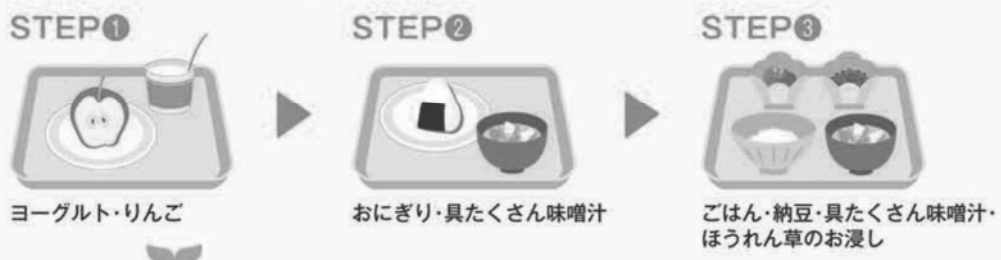 STEP❶
STEP❷
STEP❸
ヨーグルト・りんご
おにぎり・具たくさん味噌汁
ごはん・納豆・具たくさん味噌汁・
ほうれん草のお浸し